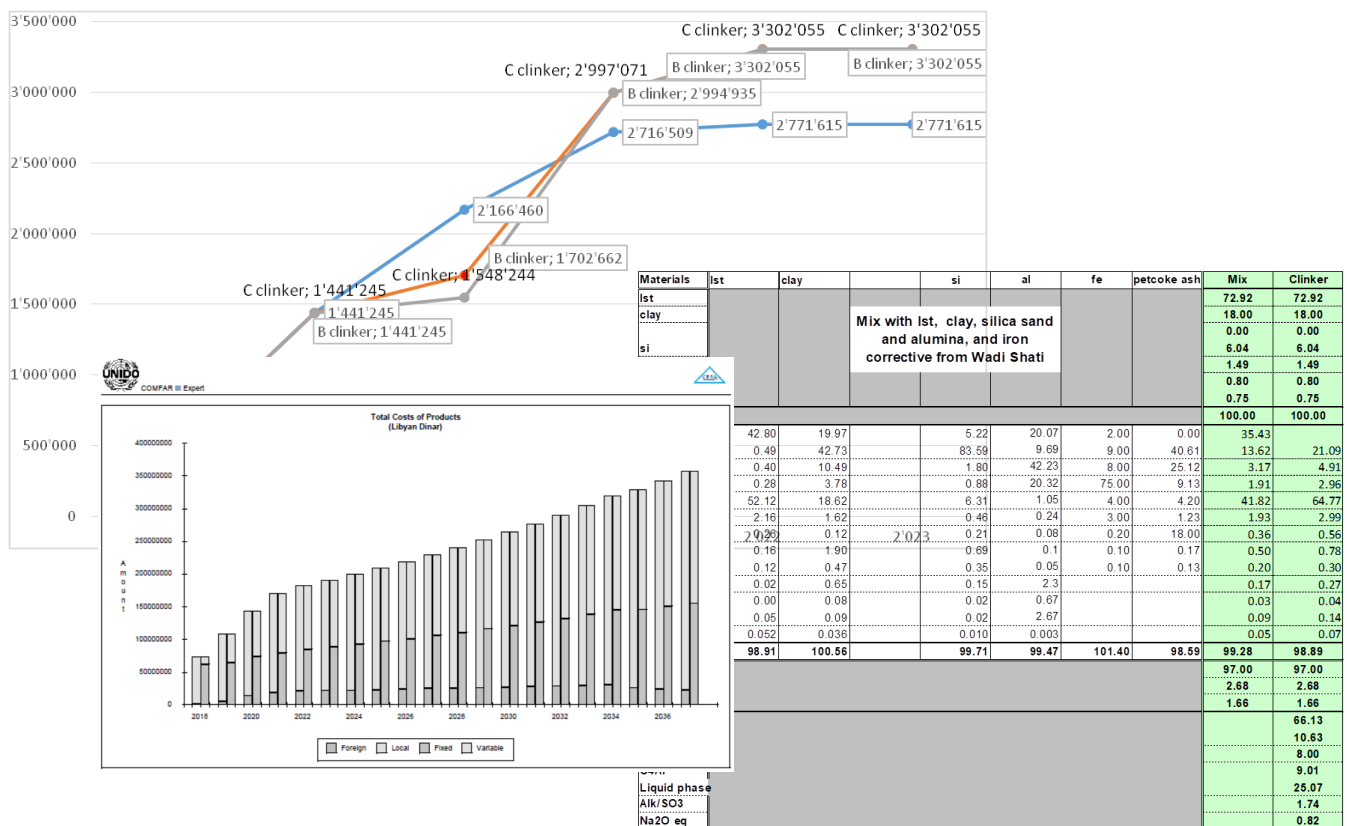 3'500'000
C clinker; 3'302'055 C clinker; 3'302'055
B clinker; 3'302'055
B clinker; 3'302'055
C clinker; 2'997'071
3'000'000
B clinker; 2'994'935
2'716'509
2'771'615
2'771'615
2'500'000
2'166'460
2'000'000
B clinker; 1'702'662
C clinker; 1'548'244
C clinker; 1'441'245
1'500'000
1'441'245
B clinker; 1'441'245
1'000'000
500'000
0
2'023
UNIDO
COMFAR III Expert
Total Costs of Products
(Libyan Dinar)
400000000
350000000
300000000
250000000
200000000
150000000
100000000
50000000
0
Amount
2018 2020 2022 2024 2026 2028 2030 2032 2034 2036
Foreign Local Fixed Variable
Materials lst clay si al fe petcoke ash Mix Clinker
lst 72.92 72.92
clay 18.00 18.00
0.00 0.00
si 6.04 6.04
1.49 1.49
0.80 0.80
0.75 0.75
Mix with lst, clay, silica sand
and alumina, and iron
corrective from Wadi Shati
100.00 100.00
42.80 19.97 5.22 20.07 2.00 0.00 35.43
0.49 42.73 83.59 9.69 9.00 40.61 13.62 21.09
0.40 10.49 1.80 42.23 8.00 25.12 3.17 4.91
0.28 3.78 0.88 20.32 75.00 9.13 1.91 2.96
52.12 18.62 6.31 1.05 4.00 4.20 41.82 64.77
2.16 1.62 0.46 0.24 3.00 1.23 1.93 2.99
0.12 0.21 0.08 0.20 18.00 0.36 0.56
0.16 1.90 0.69 0.1 0.10 0.17 0.50 0.78
0.12 0.47 0.35 0.05 0.10 0.13 0.20 0.30
0.02 0.65 0.15 2.3 0.17 0.27
0.00 0.08 0.02 0.67 0.03 0.04
0.05 0.09 0.02 2.67 0.09 0.14
0.052 0.036 0.010 0.003 0.05 0.07
98.91 100.56 99.71 99.47 101.40 98.59 99.28 98.89
97.00 97.00
2.68 2.68
1.66 1.66
66.13
10.63
8.00
9.01
Liquid phase 25.07
Alk/SO3 1.74
Na2O eq 0.82